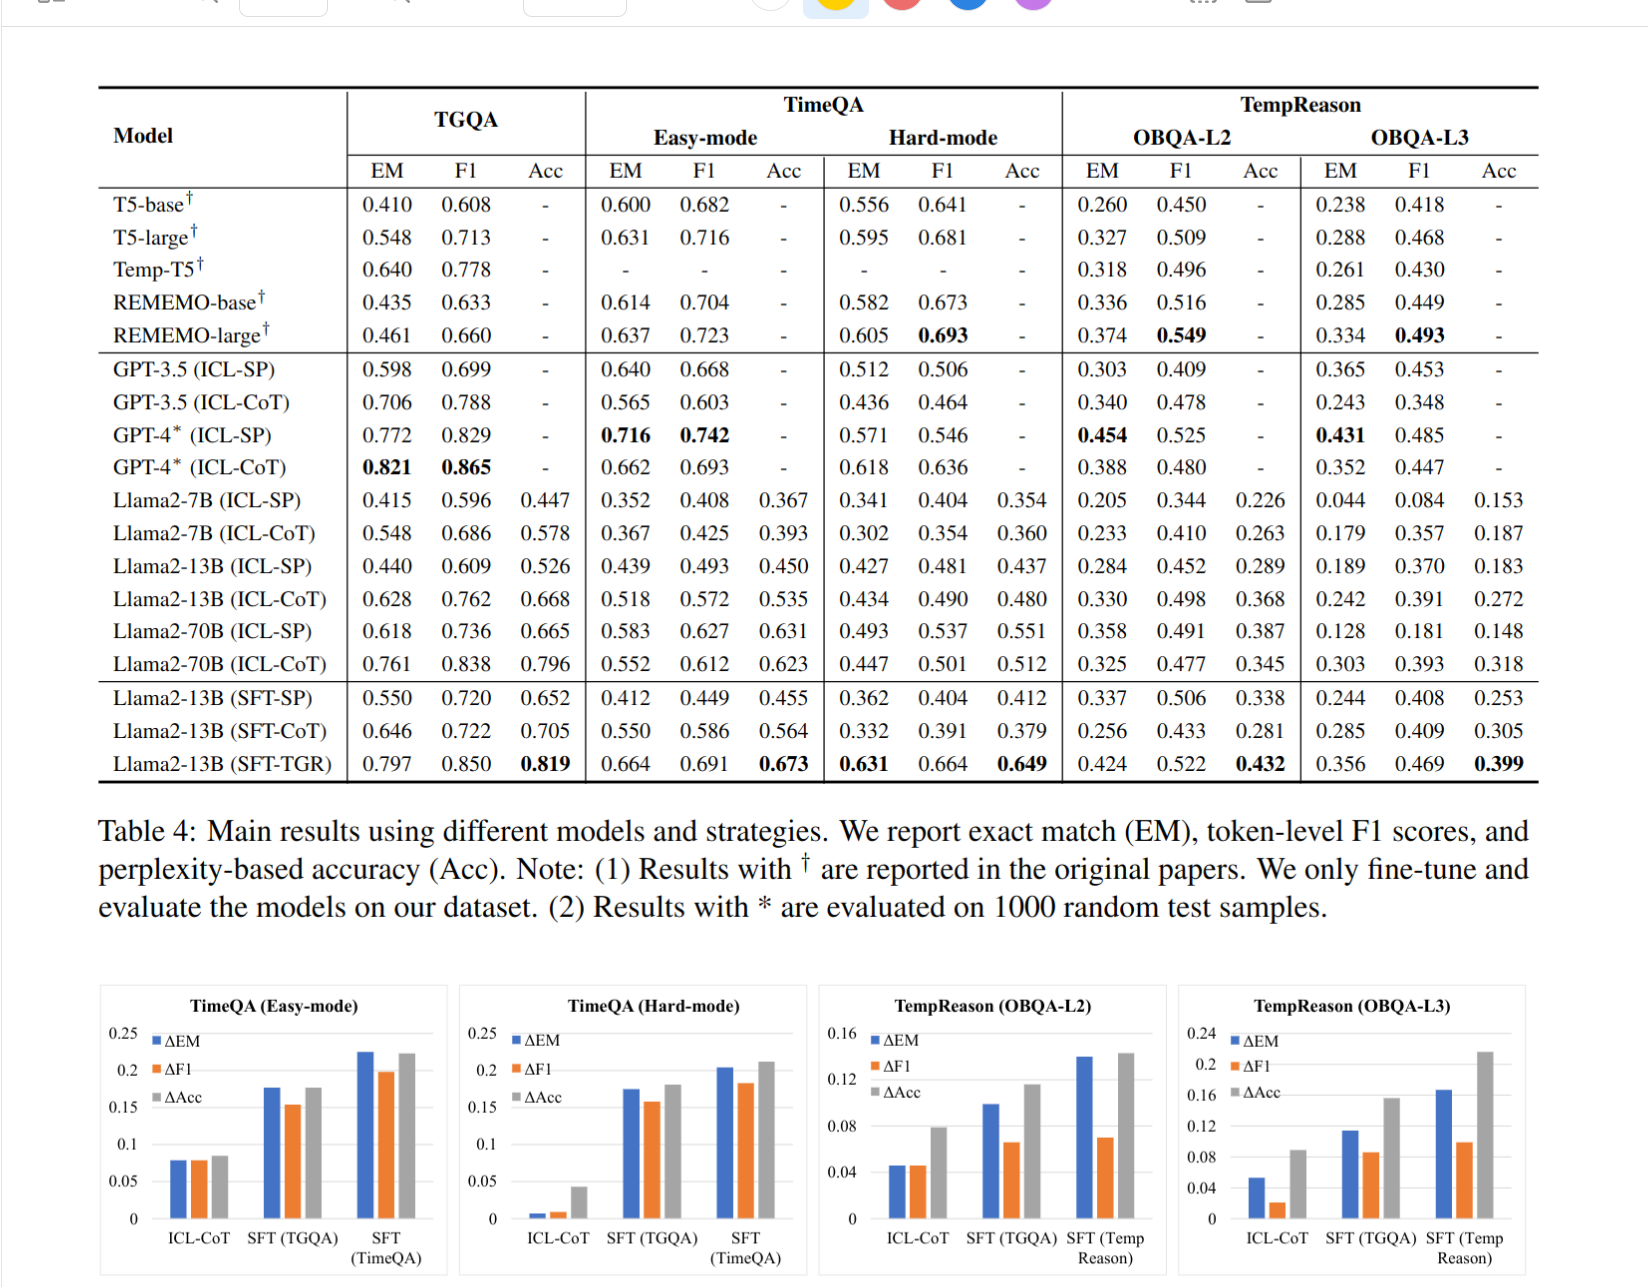 Model TGQA TimeQA TempReason
Easy-mode Hard-mode OBQA-L2 OBQA-L3
EM F1 Acc EM F1 Acc EM F1 Acc EM F1 Acc EM F1 Acc
T5-base† 0.410 0.608 - 0.600 0.682 - 0.556 0.641 - 0.260 0.450 - 0.238 0.418 -
T5-large† 0.548 0.713 - 0.631 0.716 - 0.595 0.681 - 0.327 0.509 - 0.288 0.468 -
Temp-T5† 0.640 0.778 - - - - - - - 0.318 0.496 - 0.261 0.430 -
REMEMO-base† 0.435 0.633 - 0.614 0.704 - 0.582 0.673 - 0.336 0.516 - 0.285 0.449 -
REMEMO-large† 0.461 0.660 - 0.637 0.723 - 0.605 0.693 - 0.374 0.549 - 0.334 0.493 -
GPT-3.5 (ICL-SP) 0.598 0.699 - 0.640 0.668 - 0.512 0.506 - 0.303 0.409 - 0.365 0.453 -
GPT-3.5 (ICL-CoT) 0.706 0.788 - 0.565 0.603 - 0.436 0.464 - 0.340 0.478 - 0.243 0.348 -
GPT-4* (ICL-SP) 0.772 0.829 - 0.716 0.742 - 0.571 0.546 - 0.454 0.525 - 0.431 0.485 -
GPT-4* (ICL-CoT) 0.821 0.865 - 0.662 0.693 - 0.618 0.636 - 0.388 0.480 - 0.352 0.447 -
Llama2-7B (ICL-SP) 0.415 0.596 0.447 0.352 0.408 0.367 0.341 0.404 0.354 0.205 0.344 0.226 0.044 0.084 0.153
Llama2-7B (ICL-CoT) 0.548 0.686 0.578 0.367 0.425 0.393 0.302 0.354 0.360 0.233 0.410 0.263 0.179 0.357 0.187
Llama2-13B (ICL-SP) 0.440 0.609 0.526 0.439 0.493 0.450 0.427 0.481 0.437 0.284 0.452 0.289 0.189 0.370 0.183
Llama2-13B (ICL-CoT) 0.628 0.762 0.668 0.518 0.572 0.535 0.434 0.490 0.480 0.330 0.498 0.368 0.242 0.391 0.272
Llama2-70B (ICL-SP) 0.618 0.736 0.665 0.583 0.627 0.631 0.493 0.537 0.551 0.358 0.491 0.387 0.128 0.181 0.148
Llama2-70B (ICL-CoT) 0.761 0.838 0.796 0.552 0.612 0.623 0.447 0.501 0.512 0.325 0.477 0.345 0.303 0.393 0.318
Llama2-13B (SFT-SP) 0.550 0.720 0.652 0.412 0.449 0.455 0.362 0.404 0.412 0.337 0.506 0.338 0.244 0.408 0.253
Llama2-13B (SFT-CoT) 0.646 0.722 0.705 0.550 0.586 0.564 0.332 0.391 0.379 0.256 0.433 0.281 0.285 0.409 0.305
Llama2-13B (SFT-TGR) 0.797 0.850 0.819 0.664 0.691 0.673 0.631 0.664 0.649 0.424 0.522 0.432 0.356 0.469 0.399
Table 4: Main results using different models and strategies. We report exact match (EM), token-level F1 scores, and
perplexity-based accuracy (Acc). Note: (1) Results with † are reported in the original papers. We only fine-tune and
evaluate the models on our dataset. (2) Results with * are evaluated on 1000 random test samples.
TimeQA (Easy-mode)
0.25
0.2
0.15
0.1
0.05
0
ΔEM
ΔF1
ΔAcc
ICL-CoT SFT (TGQA) SFT
(TimeQA)
TimeQA (Hard-mode)
0.25
0.2
0.15
0.1
0.05
0
ΔEM
ΔF1
ΔAcc
ICL-CoT SFT (TGQA) SFT
(TimeQA)
TempReason (OBQA-L2)
0.16
0.12
0.08
0.04
0
ΔEM
ΔF1
ΔAcc
ICL-CoT SFT (TGQA) SFT (Temp
Reason)
TempReason (OBQA-L3)
0.24
0.2
0.16
0.12
0.08
0.04
0
ΔEM
ΔF1
ΔAcc
ICL-CoT SFT (TGQA) SFT (Temp
Reason)